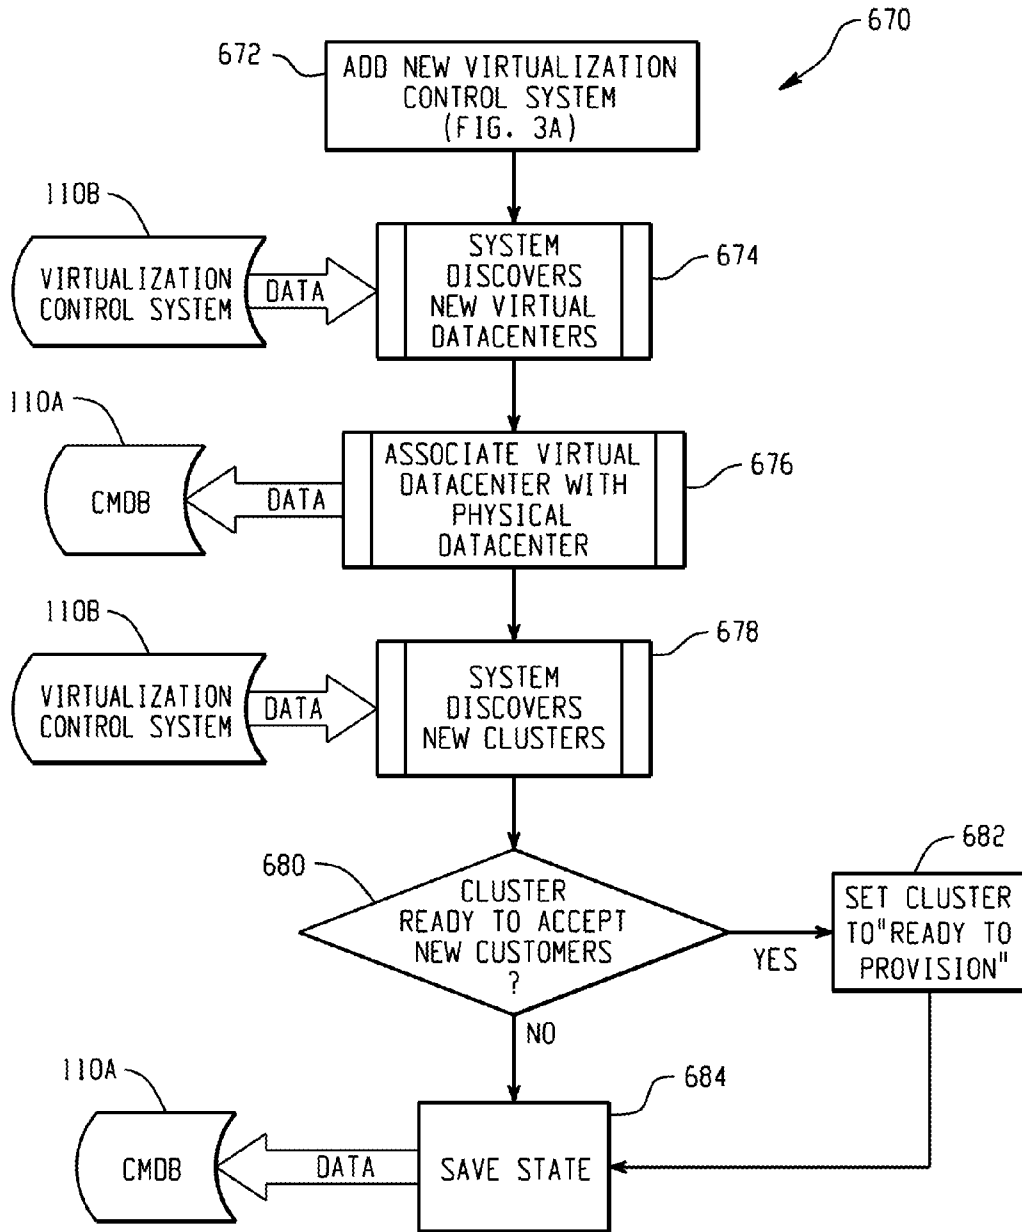 670
672
ADD NEW VIRTUALIZATION
CONTROL SYSTEM
(FIG. 3A)
110B
VIRTUALIZATION
CONTROL SYSTEM
DATA
SYSTEM
DISCOVERS
NEW VIRTUAL
DATACENTERS
674
110A
CMDB
DATA
ASSOCIATE VIRTUAL
DATACENTER WITH
PHYSICAL
DATACENTER
676
110B
VIRTUALIZATION
CONTROL SYSTEM
DATA
SYSTEM
DISCOVERS
NEW CLUSTERS
678
680
CLUSTER
READY TO ACCEPT
NEW CUSTOMERS
?
YES
NO
682
SET CLUSTER
TO"READY TO
PROVISION"
110A
CMDB
DATA
SAVE STATE
684